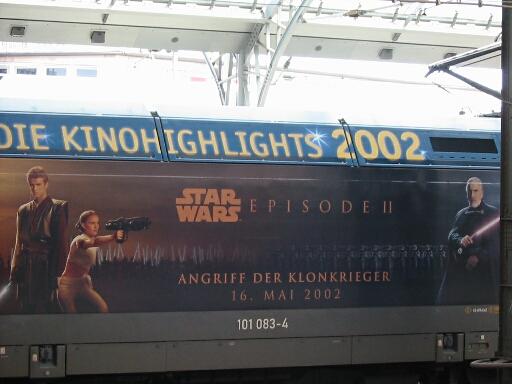 DIE KINOHIGHLIGHTS 2002
STAR WARS EPISODE II
ANGRIFF DER KLONKRIEGER
16. MAI 2002
101 083-4